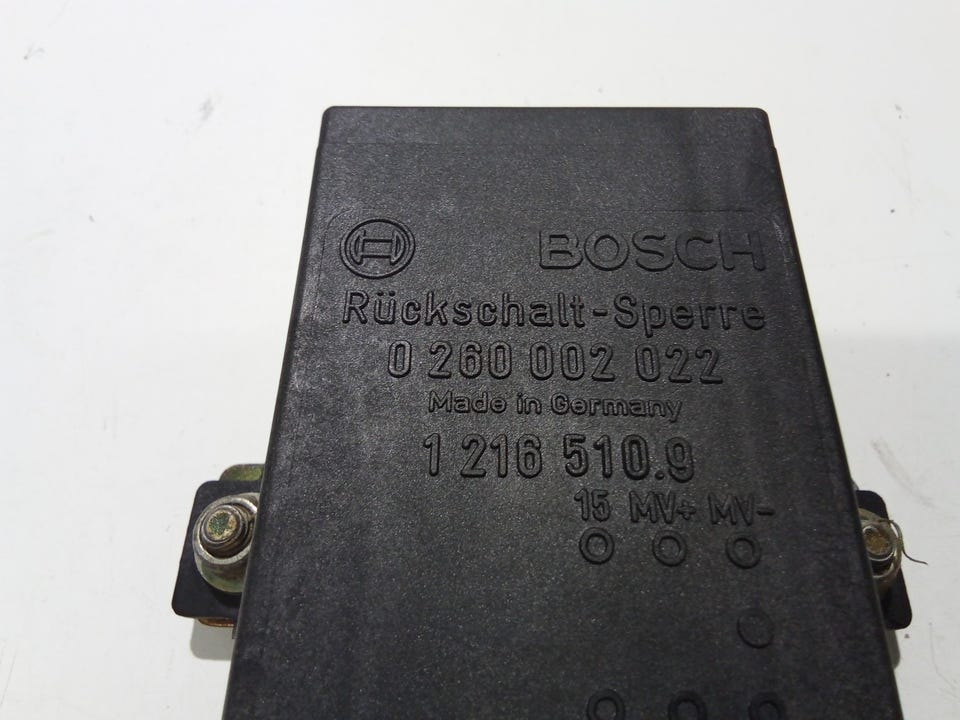 BOSCH
Rückschalt-Sperre
0 260 002 022
Made in Germany
1 216 510.9
15 MV+ MV-